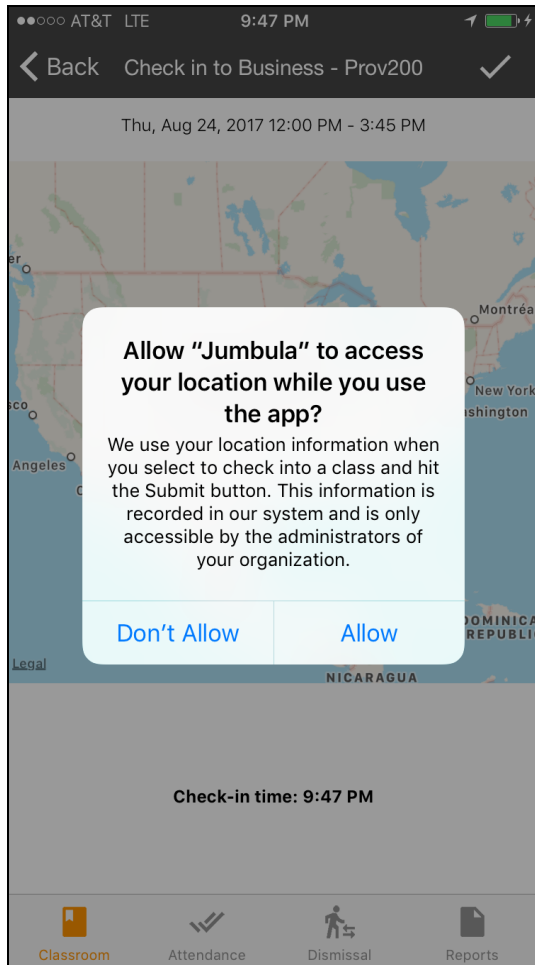 AT&T LTE 9:47 PM
Back Check in to Business - Prov200
Thu, Aug 24, 2017 12:00 PM - 3:45 PM
er
Montréa
Allow “Jumbula” to access
your location while you use
the app?
New York
sco
shington
We use your location information when
you select to check into a class and hit
Angeles
the Submit button. This information is
recorded in our system and is only
accessible by the administrators of
your organization.
Don’t Allow Allow
DOMINICA
REPUBLI
Legal
NICARAGUA
Check-in time: 9:47 PM
Classroom Attendance Dismissal Reports